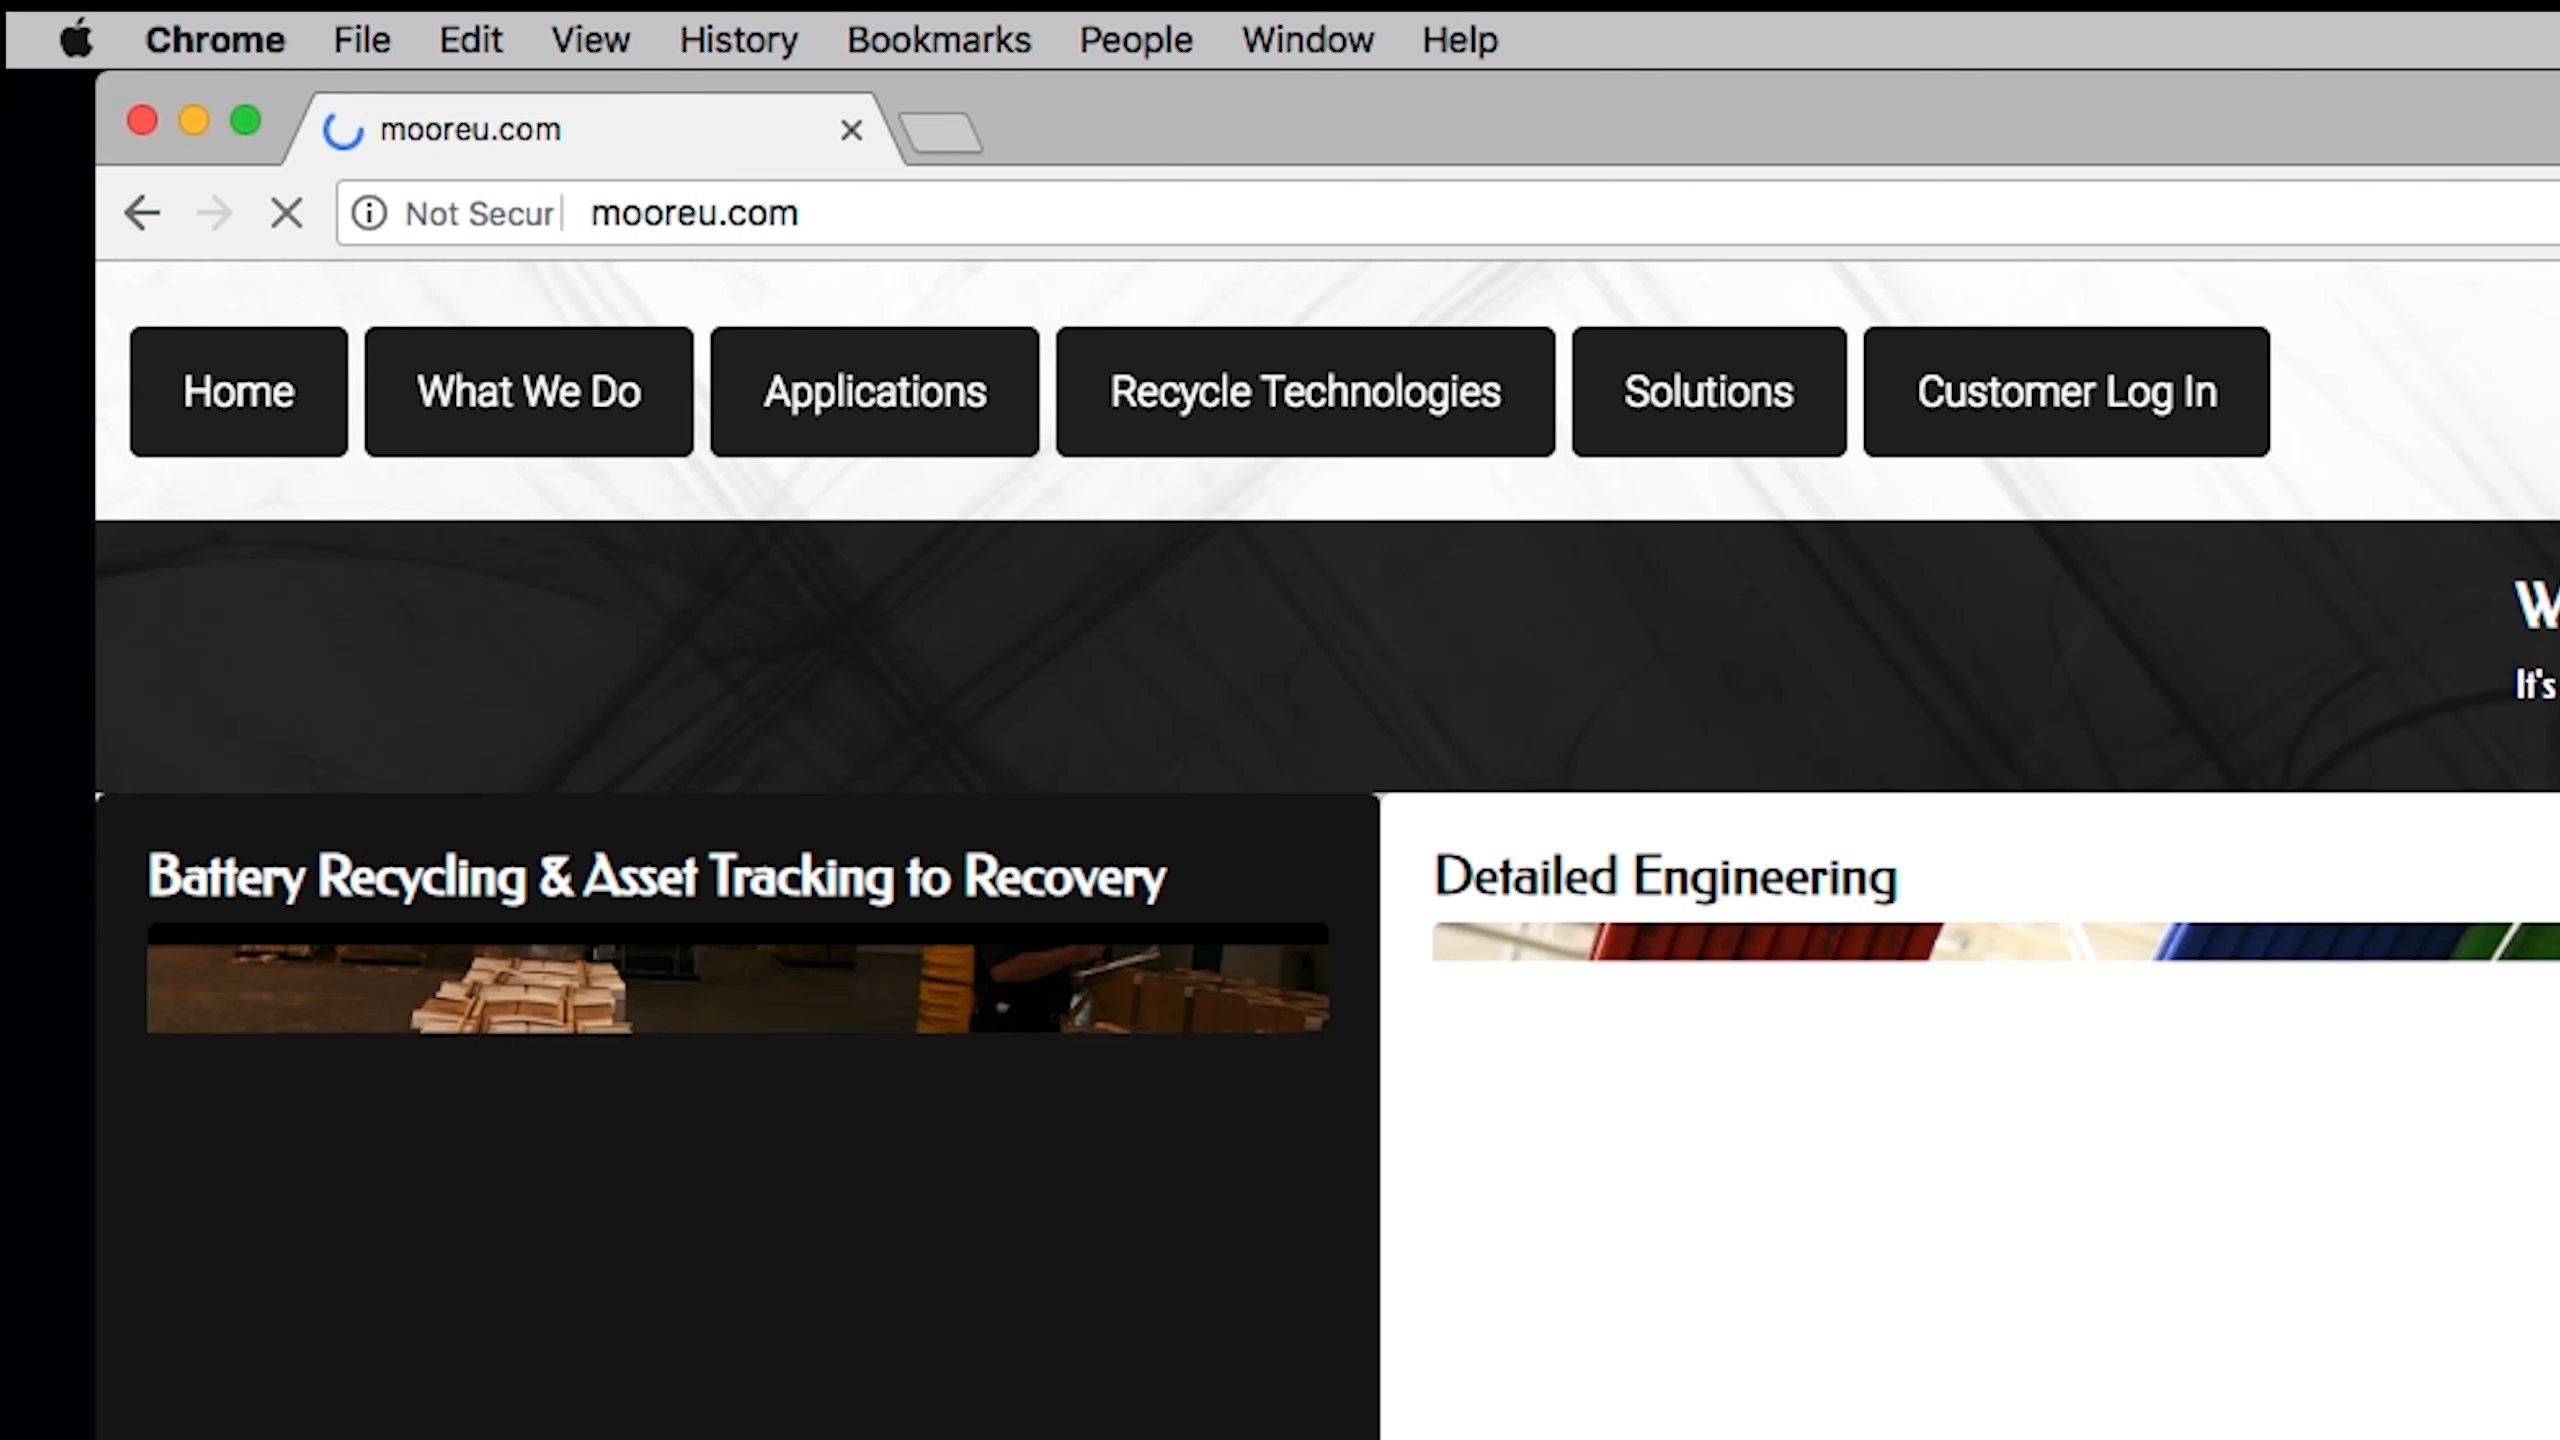 Chrome File Edit View History Bookmarks People Window Help
mooreu.com
Not Secur mooreu.com
Home What We Do Applications Recycle Technologies Solutions Customer Log In
W
It's
Battery Recycling & Asset Tracking to Recovery
Detailed Engineering